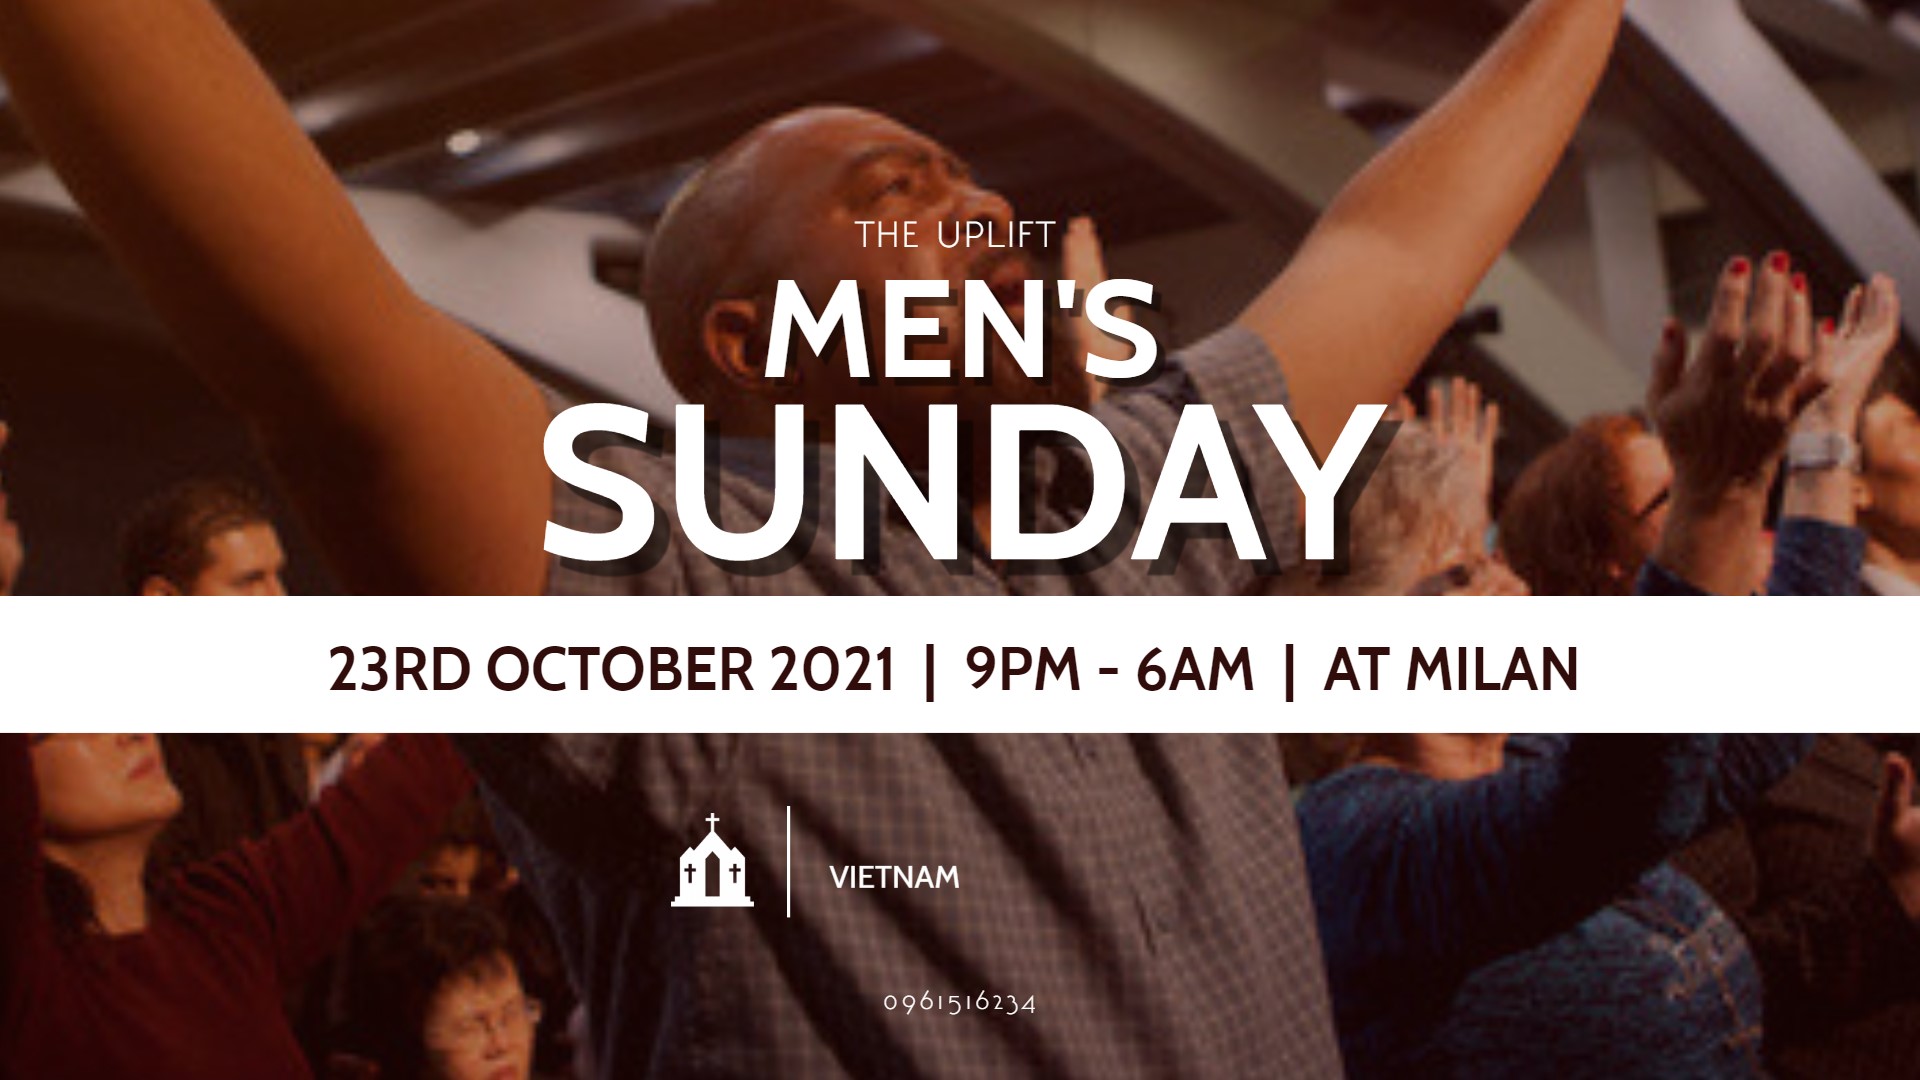 THE UPLIFT
MEN'S
SUNDAY
23RD OCTOBER 2021 | 9PM - 6AM | AT MILAN
VIETNAM
0961516234